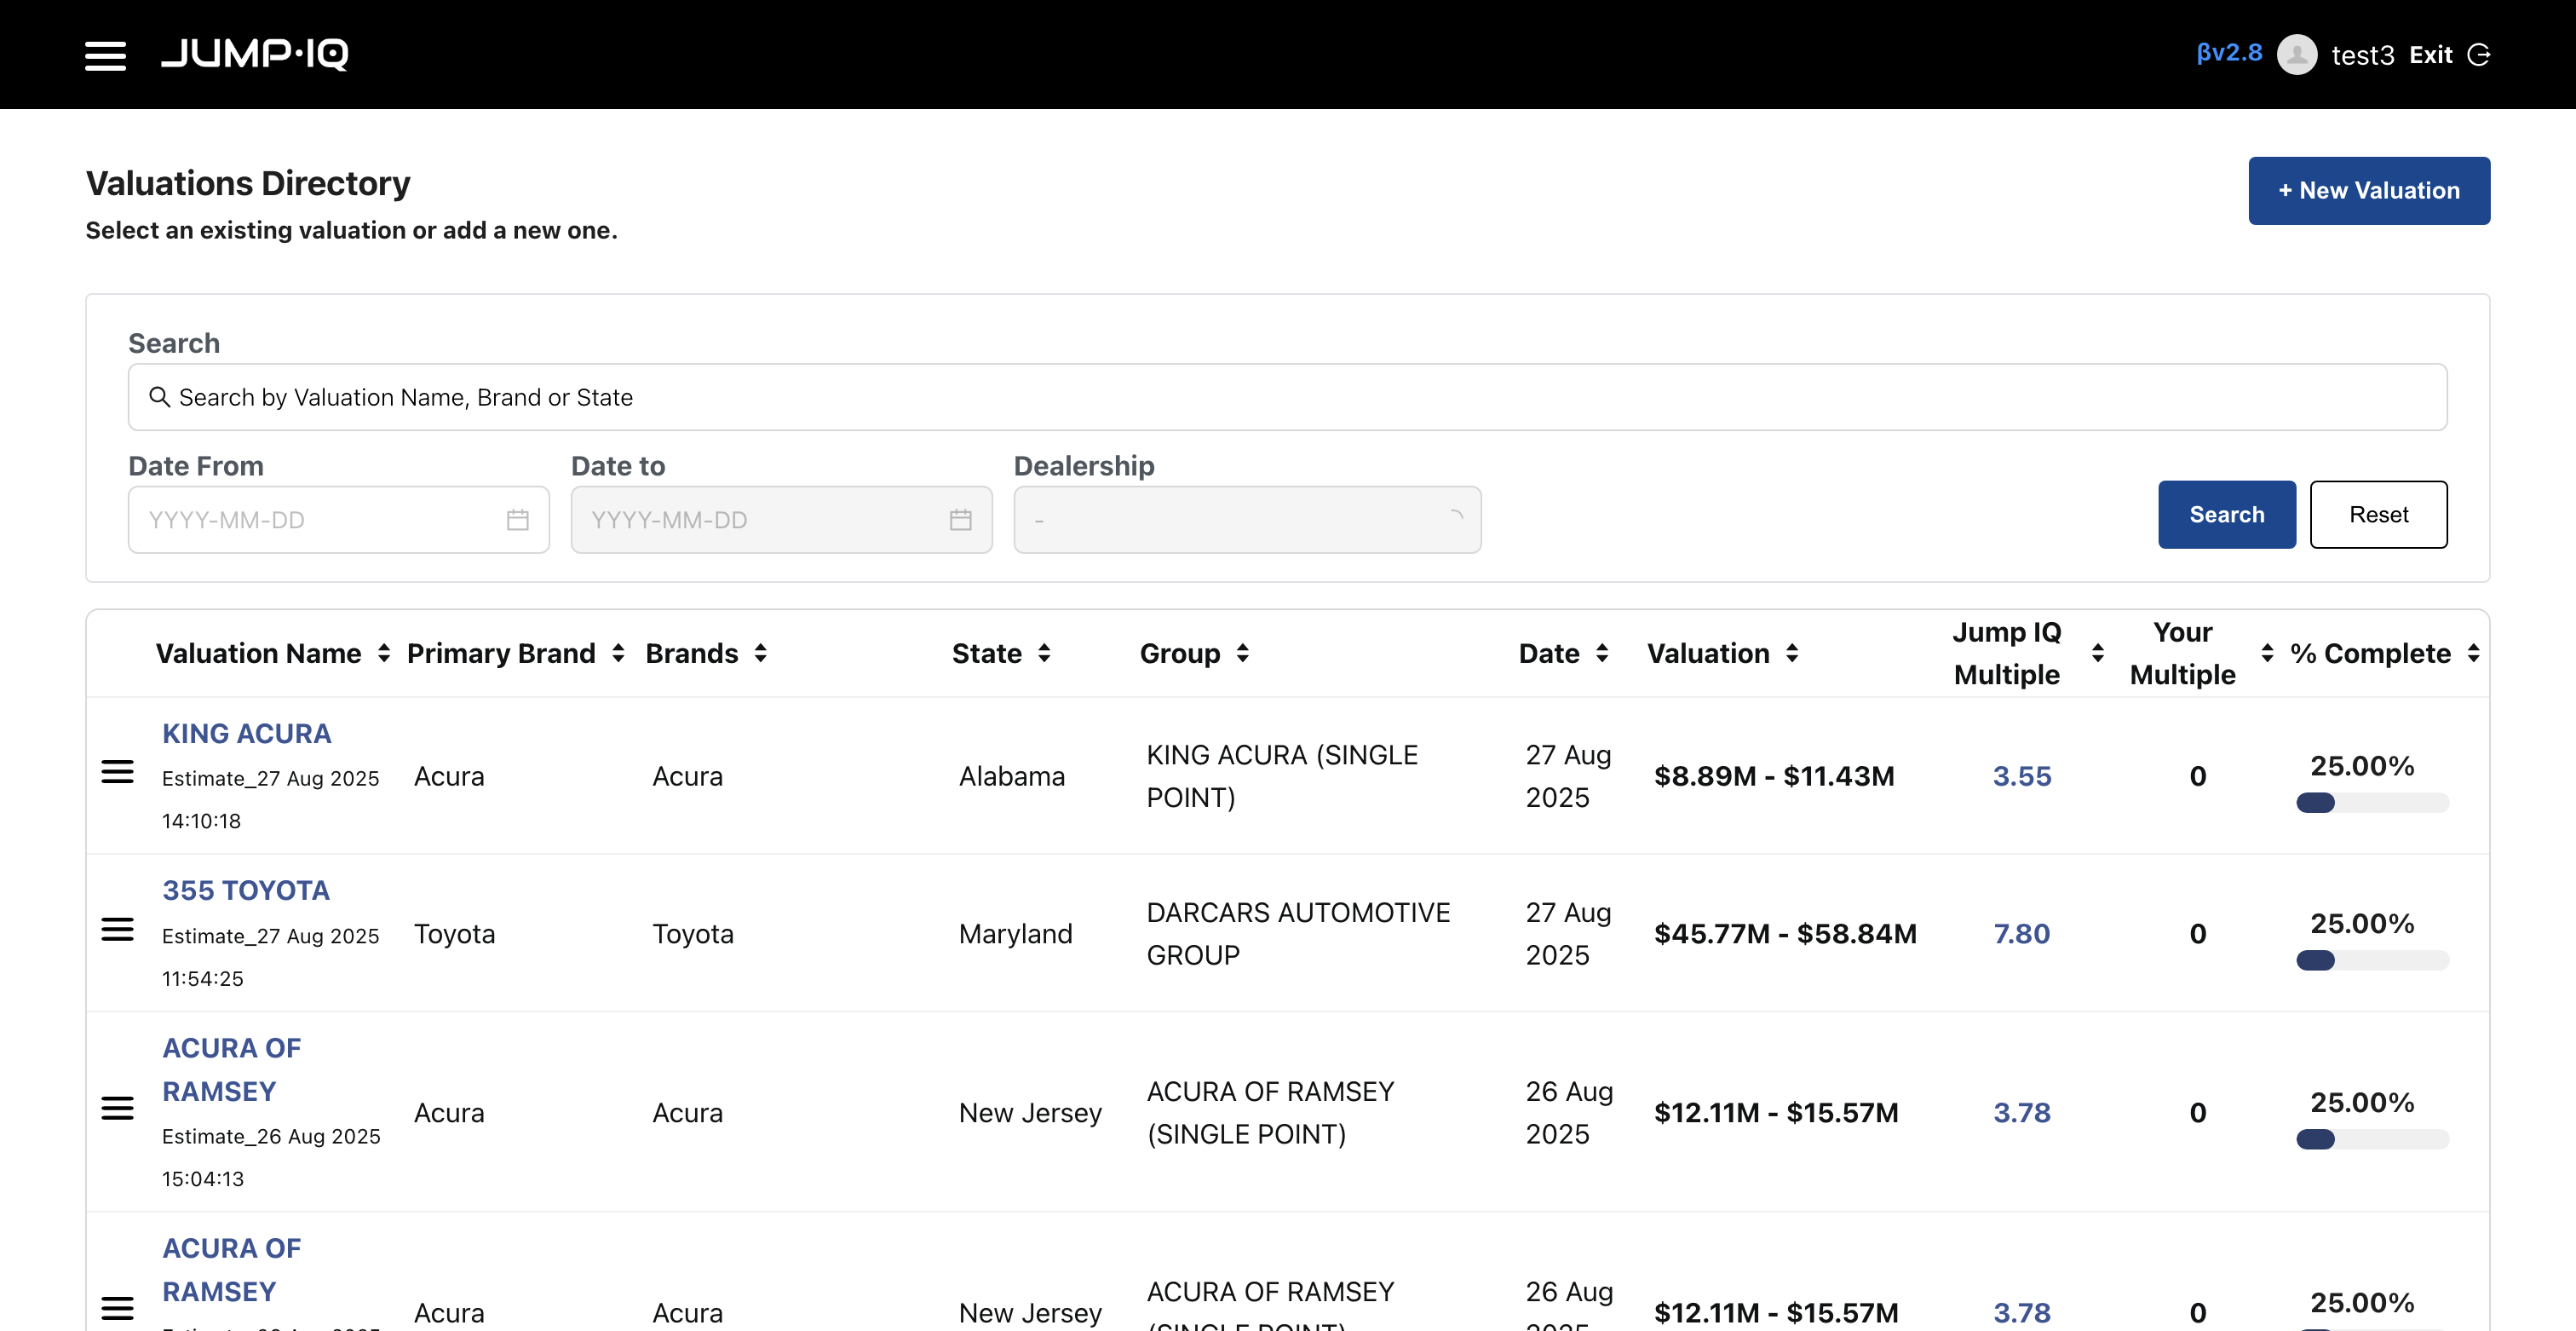 JUMP·IQ
βv2.8 test3 Exit
Valuations Directory
Select an existing valuation or add a new one.
+ New Valuation
Search
Search by Valuation Name, Brand or State
Date From
Date to
Dealership
YYYY-MM-DD
YYYY-MM-DD
-
Search
Reset
Valuation Name
Primary Brand
Brands
State
Group
Date
Valuation
Jump IQ
Multiple
Your
Multiple
% Complete
KING ACURA
Estimate_27 Aug 2025
14:10:18
Acura
Acura
Alabama
KING ACURA (SINGLE
POINT)
27 Aug
2025
$8.89M - $11.43M
3.55
0
25.00%
355 TOYOTA
Estimate_27 Aug 2025
11:54:25
Toyota
Toyota
Maryland
DARCARS AUTOMOTIVE
GROUP
27 Aug
2025
$45.77M - $58.84M
7.80
0
25.00%
ACURA OF
RAMSEY
Estimate_26 Aug 2025
15:04:13
Acura
Acura
New Jersey
ACURA OF RAMSEY
(SINGLE POINT)
26 Aug
2025
$12.11M - $15.57M
3.78
0
25.00%
ACURA OF
RAMSEY
Acura
Acura
New Jersey
ACURA OF RAMSEY
26 Aug
$12.11M - $15.57M
3.78
0
25.00%